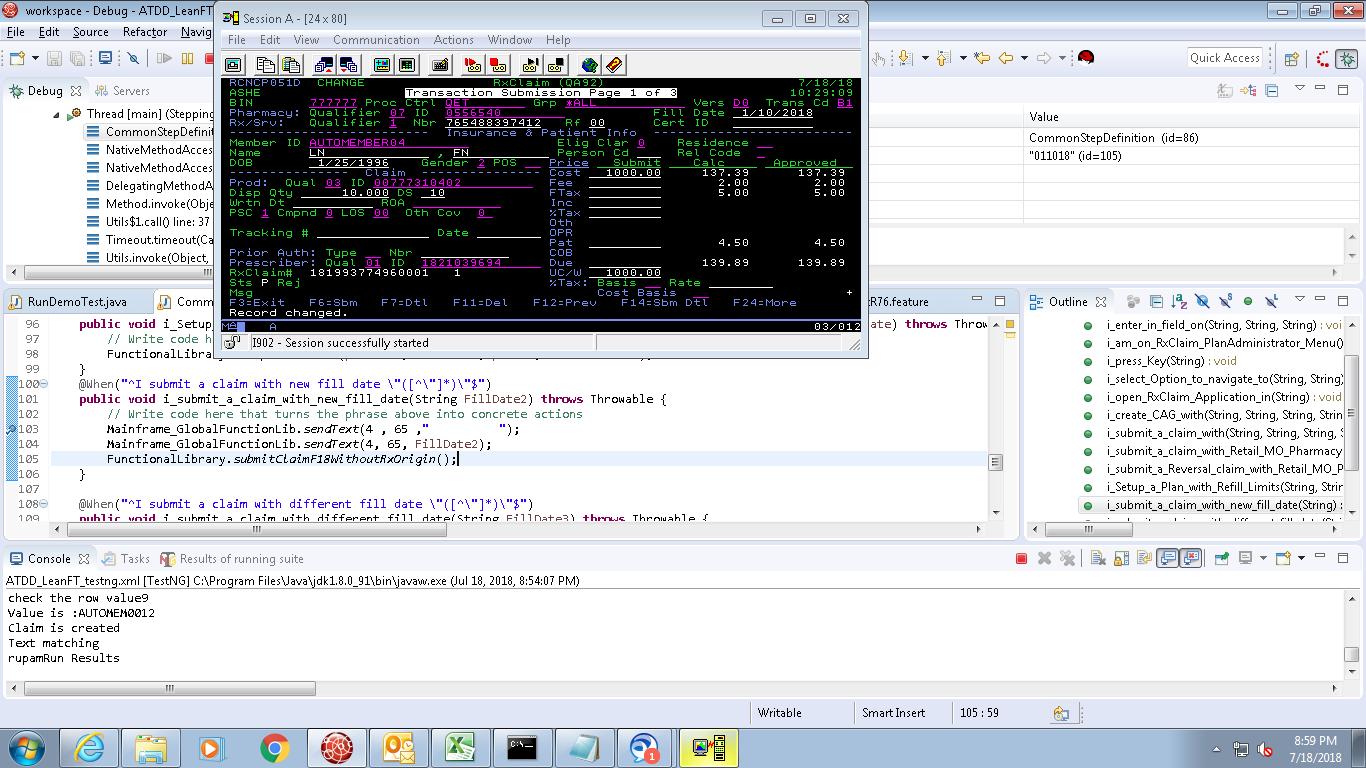 workspace - Debug - ATDD_LeanFT
File Edit Source Refactor Navig
Quick Access
Debug
Servers
Thread [main] (Stepping
CommonStepDefinit
NativeMethodAcces
NativeMethodAcces
DelegatingMethodA
Method.invoke(Obje
Utils$1.call() line: 37
Timeout.timeout(Ca
Utils.invoke(Object,
Session A - [24 x 80]
File Edit View Communication Actions Window Help
RCNCP051D CHANGE RxClaim (QA92) 7/18/18
ASHE Transaction Submission Page 1 of 3 10:29:09
BIN 777777 Proc Ctrl QET Grp *ALL Vers D0 Trans Cd B1
Pharmacy: Qualifier 07 ID 0556540 Fill Date 1/10/2018
Rx/Srv: Qualifier 1 Nbr 765488397412 Rf 00 Cert ID
Insurance & Patient Info
Member ID AUTOMEMBER04 Elig Clar 0 Residence
Name LN , FN Person Cd Rel Code
DOB 1/25/1996 Gender 2 POS Price Submit Calc Approved
Claim Cost 1000.00 137.39 137.39
Prod: Qual 03 ID 00777310402 Fee 2.00 2.00
Disp Qty 10.000 DS 10 FTax 5.00 5.00
Wrtn Dt ROA Inc
PSC 1 Cmpnd 0 LOS 00 Oth Cov 0 %Tax
Oth
Tracking # Date OPR
Pat 4.50 4.50
Prior Auth: Type Nbr COB
Prescriber: Qual 01 ID 1821039694 Due 139.89 139.89
RxClaim# 181993774960001 1 UC/W 1000.00
Sts P Rej %Tax: Basis Rate
Msg Cost Basis +
F3=Exit F6=Sbm F7=Dtl F11=Del F12=Prev F14=Sbm Dt F24=More
Record changed.
MA A 03/012
I902 - Session successfully started
Value
CommonStepDefinition (id=86)
"011018" (id=105)
RunDemoTest.java
Comm
R76.feature
96 public void i_Setup_ ate) throws Throw
97 // Write code h
98 FunctionalLibrar
99 }
100 @When("^I submit a claim with new fill date \"([^\"]*)\"$")
101 public void i_submit_a_claim_with_new_fill_date(String FillDate2) throws Throwable {
102 // Write code here that turns the phrase above into concrete actions
103 Mainframe_GlobalFunctionLib.sendText(4 , 65 ," ");
104 Mainframe_GlobalFunctionLib.sendText(4, 65, FillDate2);
105 FunctionalLibrary.submitClaimF18WithoutRxOrigin();
106 }
107
108 @When("^I submit a claim with different fill date \"([^\"]*)\"$")
109 public void i_submit_a_claim_with_different_fill_date(String FillDate3) throws Throwable {
Outline
i_enter_in_field_on(String, String, String) : voi
i_am_on_RxClaim_PlanAdministrator_Menu()
i_press_Key(String) : void
i_select_Option_to_navigate_to(String, String)
i_open_RxClaim_Application_in(String) : void
i_create_CAG_with(String, String, String, String
i_submit_a_claim_with(String, String, String, St
i_submit_a_claim_with_Retail_MO_Pharmacy
i_submit_a_Reversal_claim_with_Retail_MO_P
i_Setup_a_Plan_with_Refill_Limits(String, String
i_submit_a_claim_with_new_fill_date(String) :
Console
Tasks
Results of running suite
ATDD_LeanFT_testng.xml [TestNG] C:\Program Files\Java\jdk1.8.0_91\bin\javaw.exe (Jul 18, 2018, 8:54:07 PM)
check the row value9
Value is :AUTOMEM0012
Claim is created
Text matching
rupamRun Results
Writable
Smart Insert
105 : 59
1
8:59 PM
7/18/2018